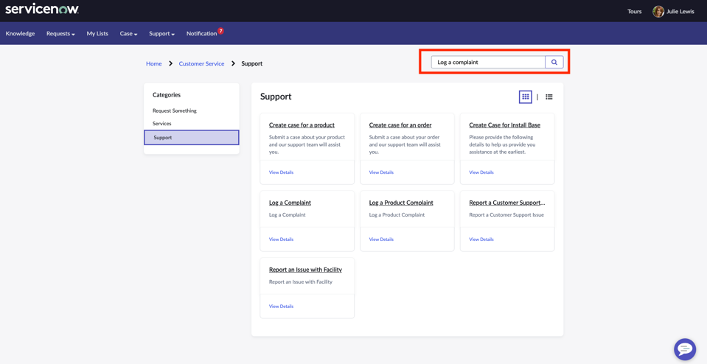 servicenow
Tours
Julie Lewis
Knowledge
Requests
My Lists
Case
Support
Notification
7
Home > Customer Service > Support
Log a complaint
Categories
Request Something
Services
Support
Support
Create case for a product
Submit a case about your product
and our support team will assist
you.
View Details
Create case for an order
Submit a case about your order
and our support team will assist
you.
View Details
Create Case for Install Base
Please provide the following
details to help us provide you
assistance at the earliest.
View Details
Log a Complaint
Log a Complaint
View Details
Log a Product Complaint
Log a Product Complaint
View Details
Report a Customer Support...
Report a Customer Support Issue
View Details
Report an Issue with Facility
Report an Issue with Facility
View Details